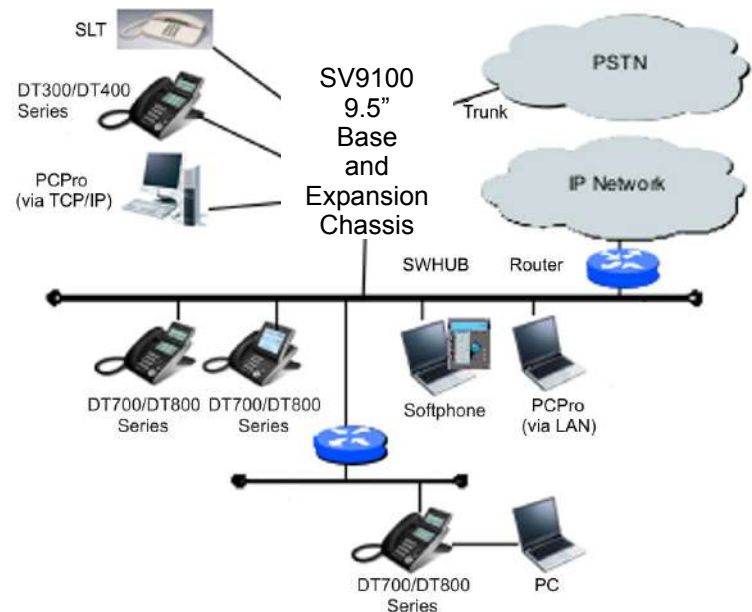 SLT
DT300/DT400
Series
PCPro
(via TCP/IP)
SV9100
9.5”
Base
and
Expansion
Chassis
PSTN
Trunk
IP Network
SWHUB
Router
DT700/DT800
Series
DT700/DT800
Series
Softphone
PCPro
(via LAN)
DT700/DT800
Series
PC